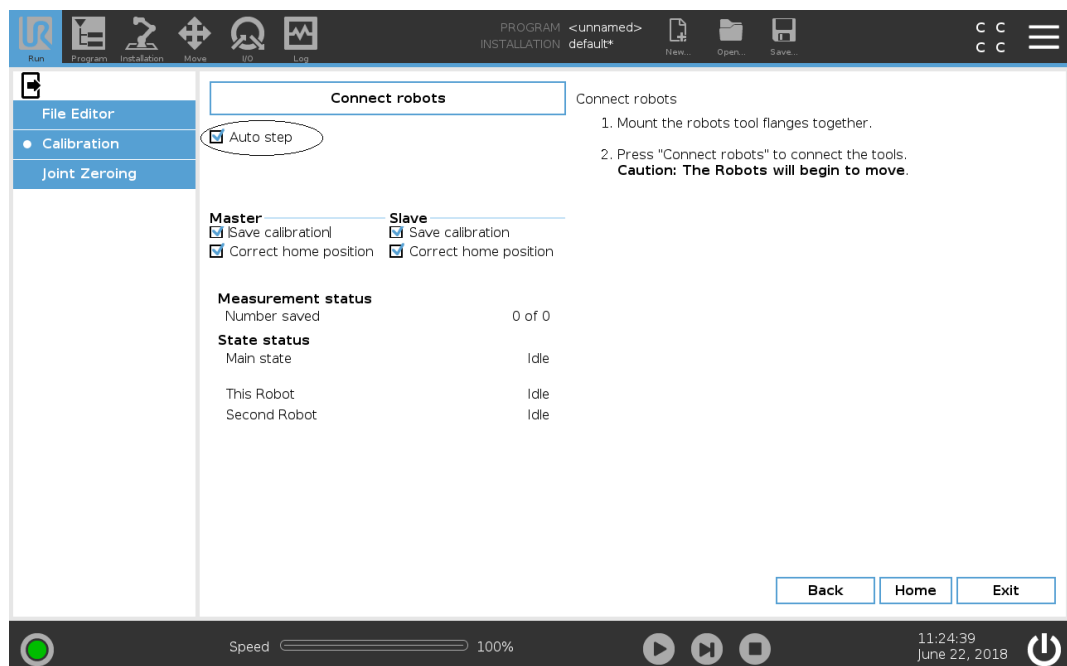 UR
Run
Program
Installation
Move
I/O
Log
PROGRAM <unnamed>
INSTALLATION default*
New...
Open...
Save...
C C
C C
File Editor
Calibration
Joint Zeroing
Connect robots
Auto step
Master
Save calibration
Correct home position
Slave
Save calibration
Correct home position
Measurement status
Number saved 0 of 0
State status
Main state Idle
This Robot Idle
Second Robot Idle
Connect robots
1. Mount the robots tool flanges together.
2. Press "Connect robots" to connect the tools.
Caution: The Robots will begin to move.
Back
Home
Exit
Speed 100%
11:24:39
June 22, 2018